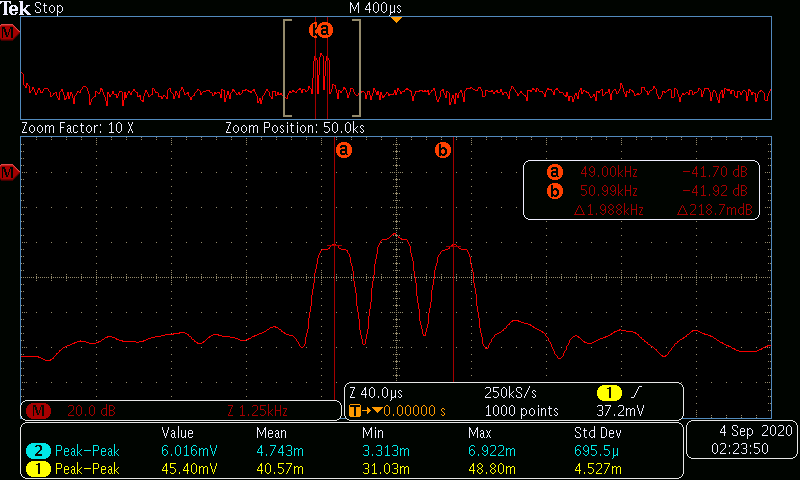 Tek Stop M 400µs
M
a
Zoom Factor: 10 X Zoom Position: 50.0ks
a b
M
a 49.00kHz −41.70 dB
b 50.99kHz −41.92 dB
△1.988kHz △218.7mdB
Z 40.0µs 250kS/s 1
M 20.0 dB Z 1.25kHz T→▼0.00000 s 1000 points 37.2mV
Value Mean Min Max Std Dev
2 Peak−Peak 6.016mV 4.743m 3.313m 6.922m 695.5µ
1 Peak−Peak 45.40mV 40.57m 31.03m 48.80m 4.527m
4 Sep 2020
02:23:50